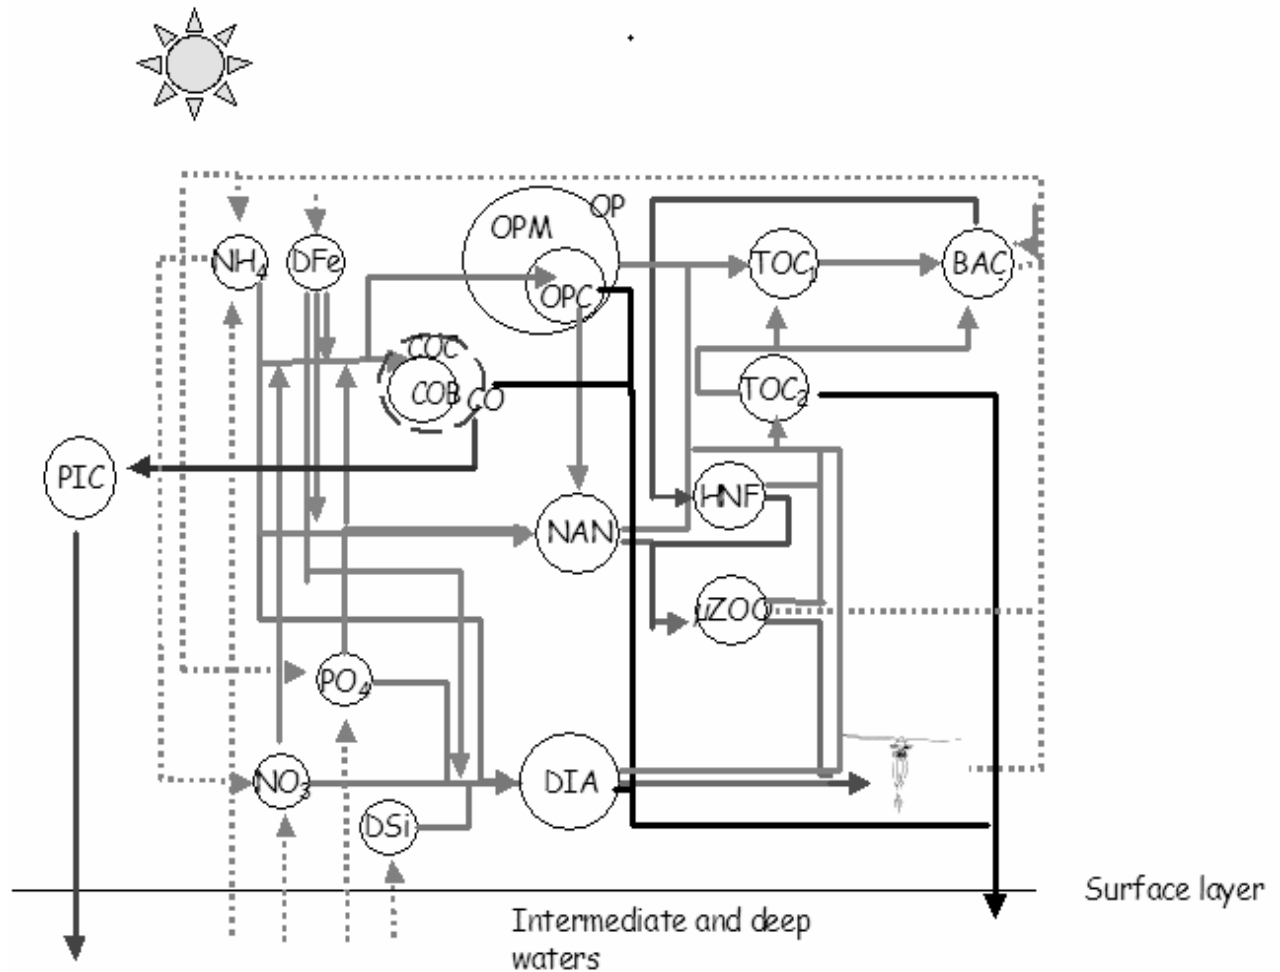 OP
OPM
NH4
DFe
TOC1
BAC
OPC
COC
COB
CO
TOC2
PIC
HNF
NAN
μZOO
PO4
NO3
DIA
DSi
Surface layer
Intermediate and deep
waters